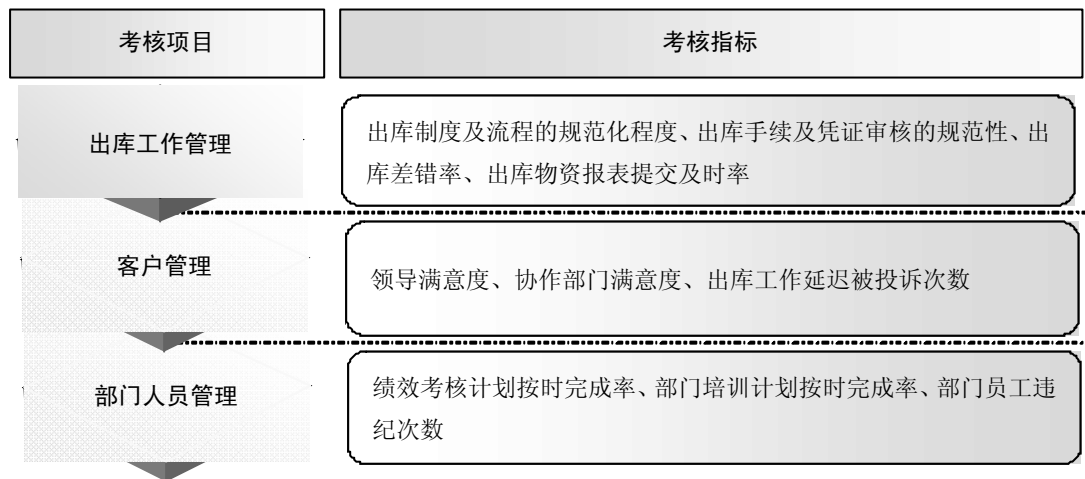 考核项目
考核指标
出库工作管理
出库制度及流程的规范化程度、出库手续及凭证审核的规范性、出
库差错率、出库物资报表提交及时率
客户管理
领导满意度、协作部门满意度、出库工作延迟被投诉次数
部门人员管理
绩效考核计划按时完成率、部门培训计划按时完成率、部门员工违
纪次数